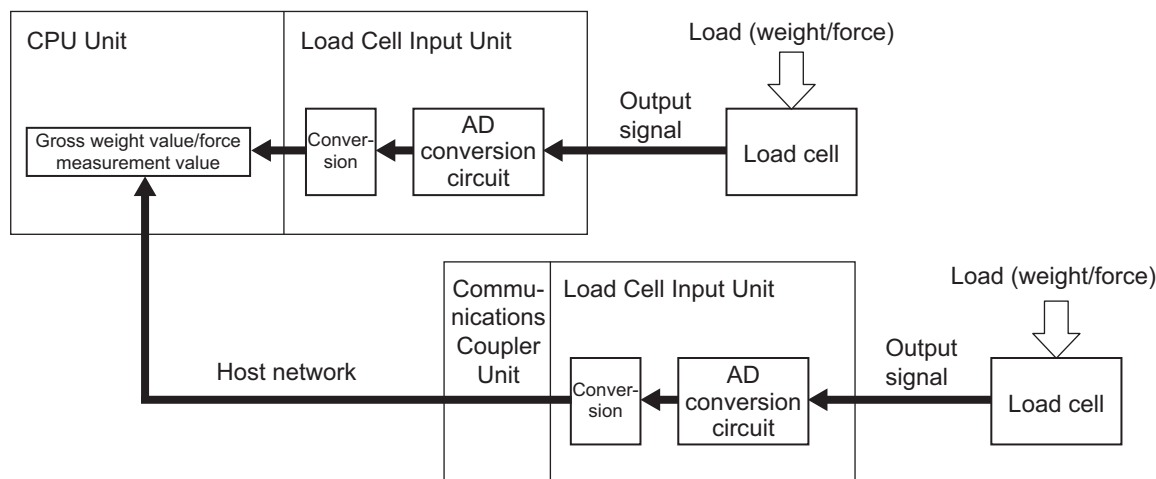 CPU Unit
Load Cell Input Unit
Load (weight/force)
Gross weight value/force
measurement value
Conver-
sion
AD
conversion
circuit
Output
signal
Load cell
Commu-
nications
Coupler
Unit
Load Cell Input Unit
Load (weight/force)
Host network
Conver-
sion
AD
conversion
circuit
Output
signal
Load cell